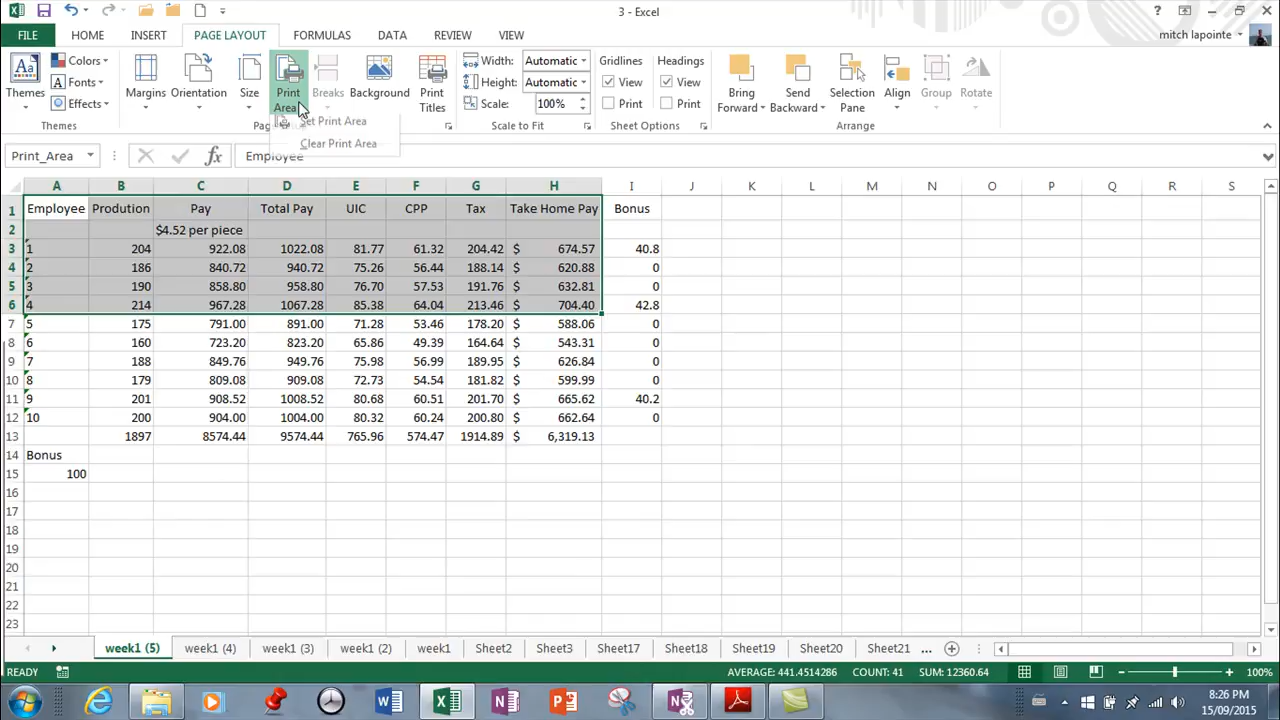 3 - Excel
FILE HOME INSERT PAGE LAYOUT FORMULAS DATA REVIEW VIEW mitch lapointe
Themes
Colors
Fonts
Effects
Margins
Orientation
Size
Print Area
Breaks
Background
Print Titles
Width: Automatic
Height: Automatic
Scale: 100%
Gridlines
View
Print
Headings
View
Print
Bring Forward
Send Backward
Selection Pane
Align
Group
Rotate
Themes Scale to Fit Sheet Options Arrange
Set Print Area
Clear Print Area
Print_Area fx Employee
A B C D E F G H I J K L M N O P Q R S
1 Employee Prodution Pay Total Pay UIC CPP Tax Take Home Pay Bonus
2 $4.52 per piece
3 1 204 922.08 1022.08 81.77 61.32 204.42 $ 674.57 40.8
4 2 186 840.72 940.72 75.26 56.44 188.14 $ 620.88 0
5 3 190 858.80 958.80 76.70 57.53 191.76 $ 632.81 0
6 4 214 967.28 1067.28 85.38 64.04 213.46 $ 704.40 42.8
7 5 175 791.00 891.00 71.28 53.46 178.20 $ 588.06 0
8 6 160 723.20 823.20 65.86 49.39 164.64 $ 543.31 0
9 7 188 849.76 949.76 75.98 56.99 189.95 $ 626.84 0
10 8 179 809.08 909.08 72.73 54.54 181.82 $ 599.99 0
11 9 201 908.52 1008.52 80.68 60.51 201.70 $ 665.62 40.2
12 10 200 904.00 1004.00 80.32 60.24 200.80 $ 662.64 0
13 1897 8574.44 9574.44 765.96 574.47 1914.89 $ 6,319.13
14 Bonus
15 100
16
17
18
19
20
21
22
23
week1 (5) week1 (4) week1 (3) week1 (2) week1 Sheet2 Sheet3 Sheet17 Sheet18 Sheet19 Sheet20 Sheet21 ...
READY AVERAGE: 441.4514286 COUNT: 41 SUM: 12360.64 100%
8:26 PM
15/09/2015